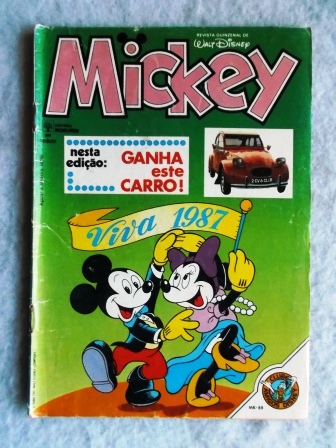 REVISTA QUINZENAL DE
WALT DISNEY
Mickey
nesta
edição:
GANHA
este
CARRO!
Viva 1987